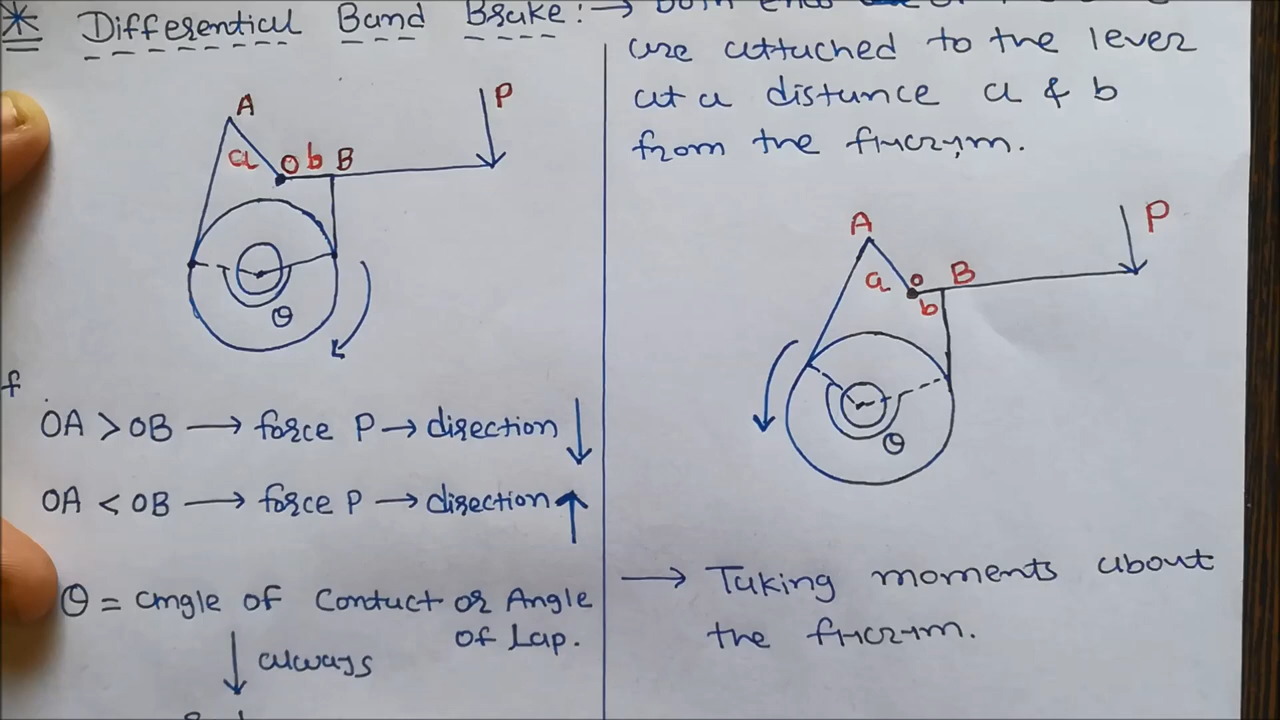 * Differential Band Brake :→
A
P
a
O b B
θ
f
OA > OB → force P → direction ↓
OA < OB → force P → direction ↑
θ = angle of Contact or Angle
of Lap.
↓ always
are attached to the lever
at a distance a & b
from the fulcrum.
A
P
a
o
B
b
θ
→ Taking moments about
the fulcrum.